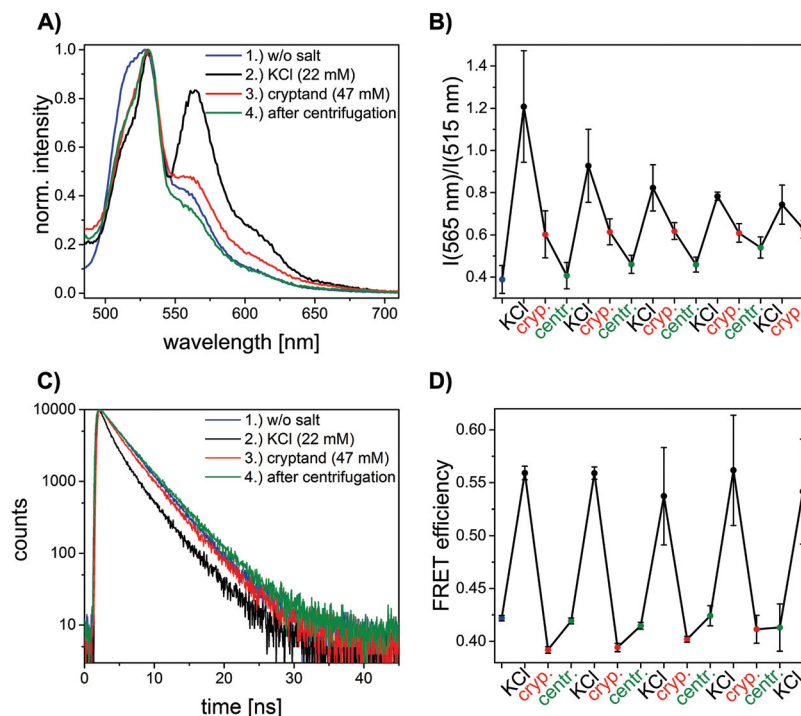 A)
1.) w/o salt
2.) KCl (22 mM)
3.) cryptand (47 mM)
4.) after centrifugation
1.0
0.8
0.6
0.4
0.2
0.0
norm. intensity
500 550 600 650 700
wavelength [nm]
B)
1.4
1.2
1.0
0.8
0.6
0.4
I(565 nm)/I(515 nm)
KCl cryp. centr. KCl cryp. centr. KCl cryp. centr. KCl cryp. centr. KCl cryp.
C)
1.) w/o salt
2.) KCl (22 mM)
3.) cryptand (47 mM)
4.) after centrifugation
10000
1000
100
10
counts
0 10 20 30 40
time [ns]
D)
0.60
0.55
0.50
0.45
0.40
FRET efficiency
KCl cryp. centr. KCl cryp. centr. KCl cryp. centr. KCl cryp. centr. KCl